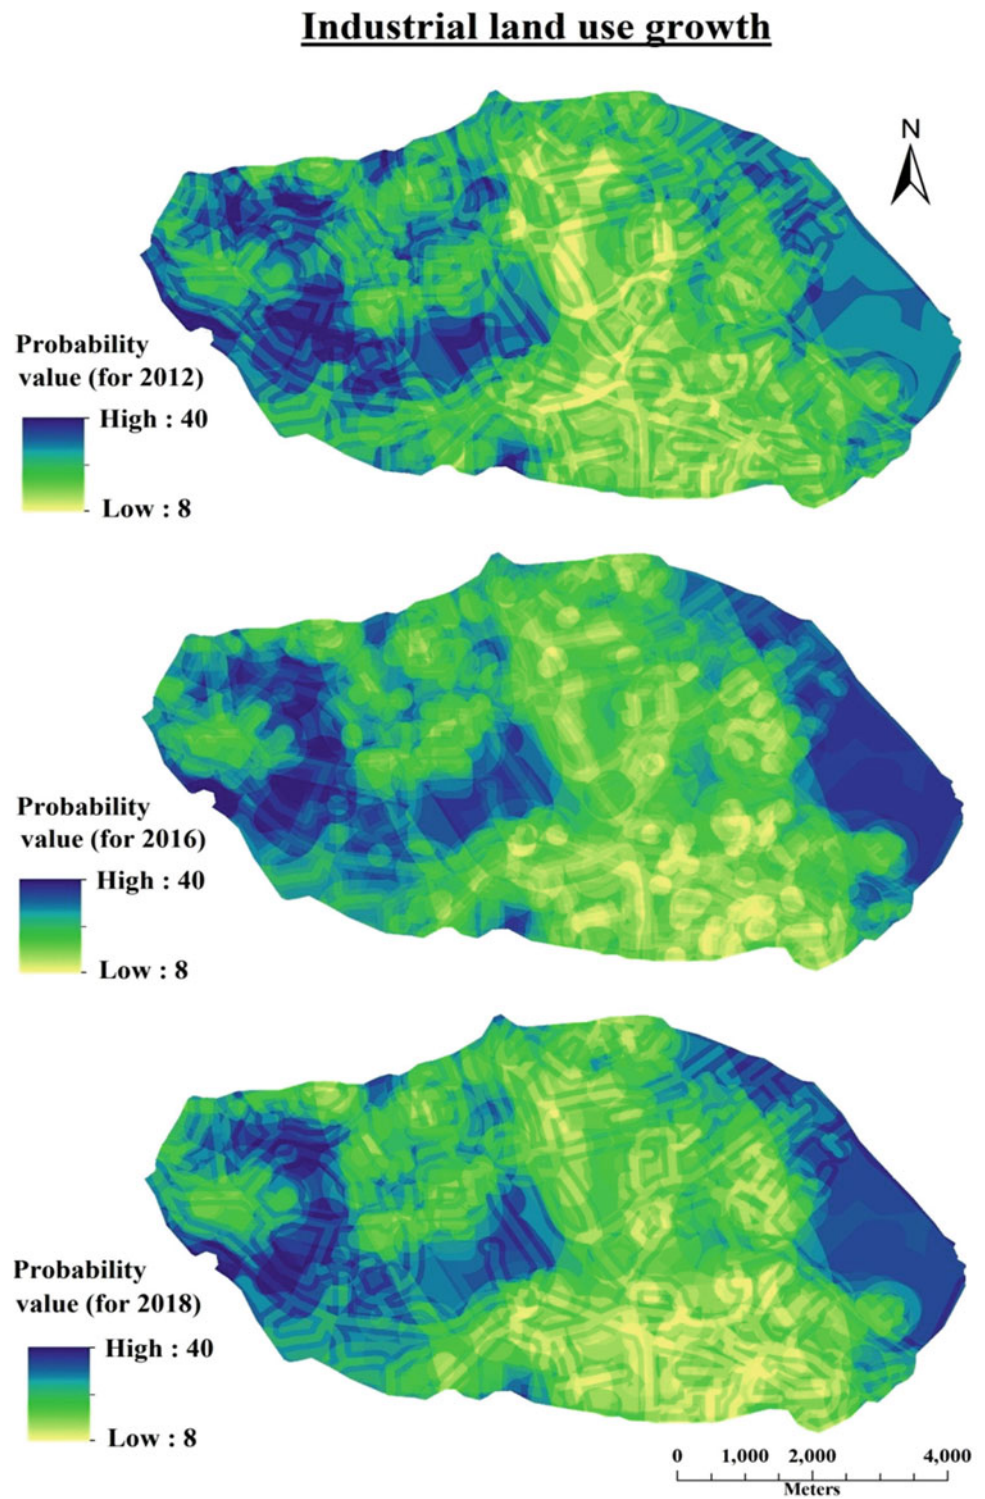 Industrial land use growth
N
Probability
value (for 2012)
High : 40
Low : 8
Probability
value (for 2016)
High : 40
Low : 8
Probability
value (for 2018)
High : 40
Low : 8
0 1,000 2,000 4,000
Meters